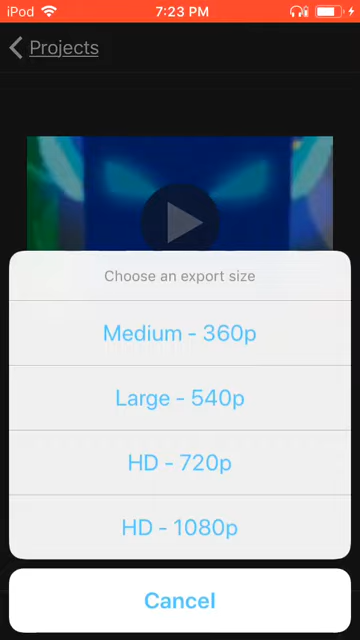 iPod 7:23 PM
Projects
Choose an export size
Medium - 360p
Large - 540p
HD - 720p
HD - 1080p
Cancel